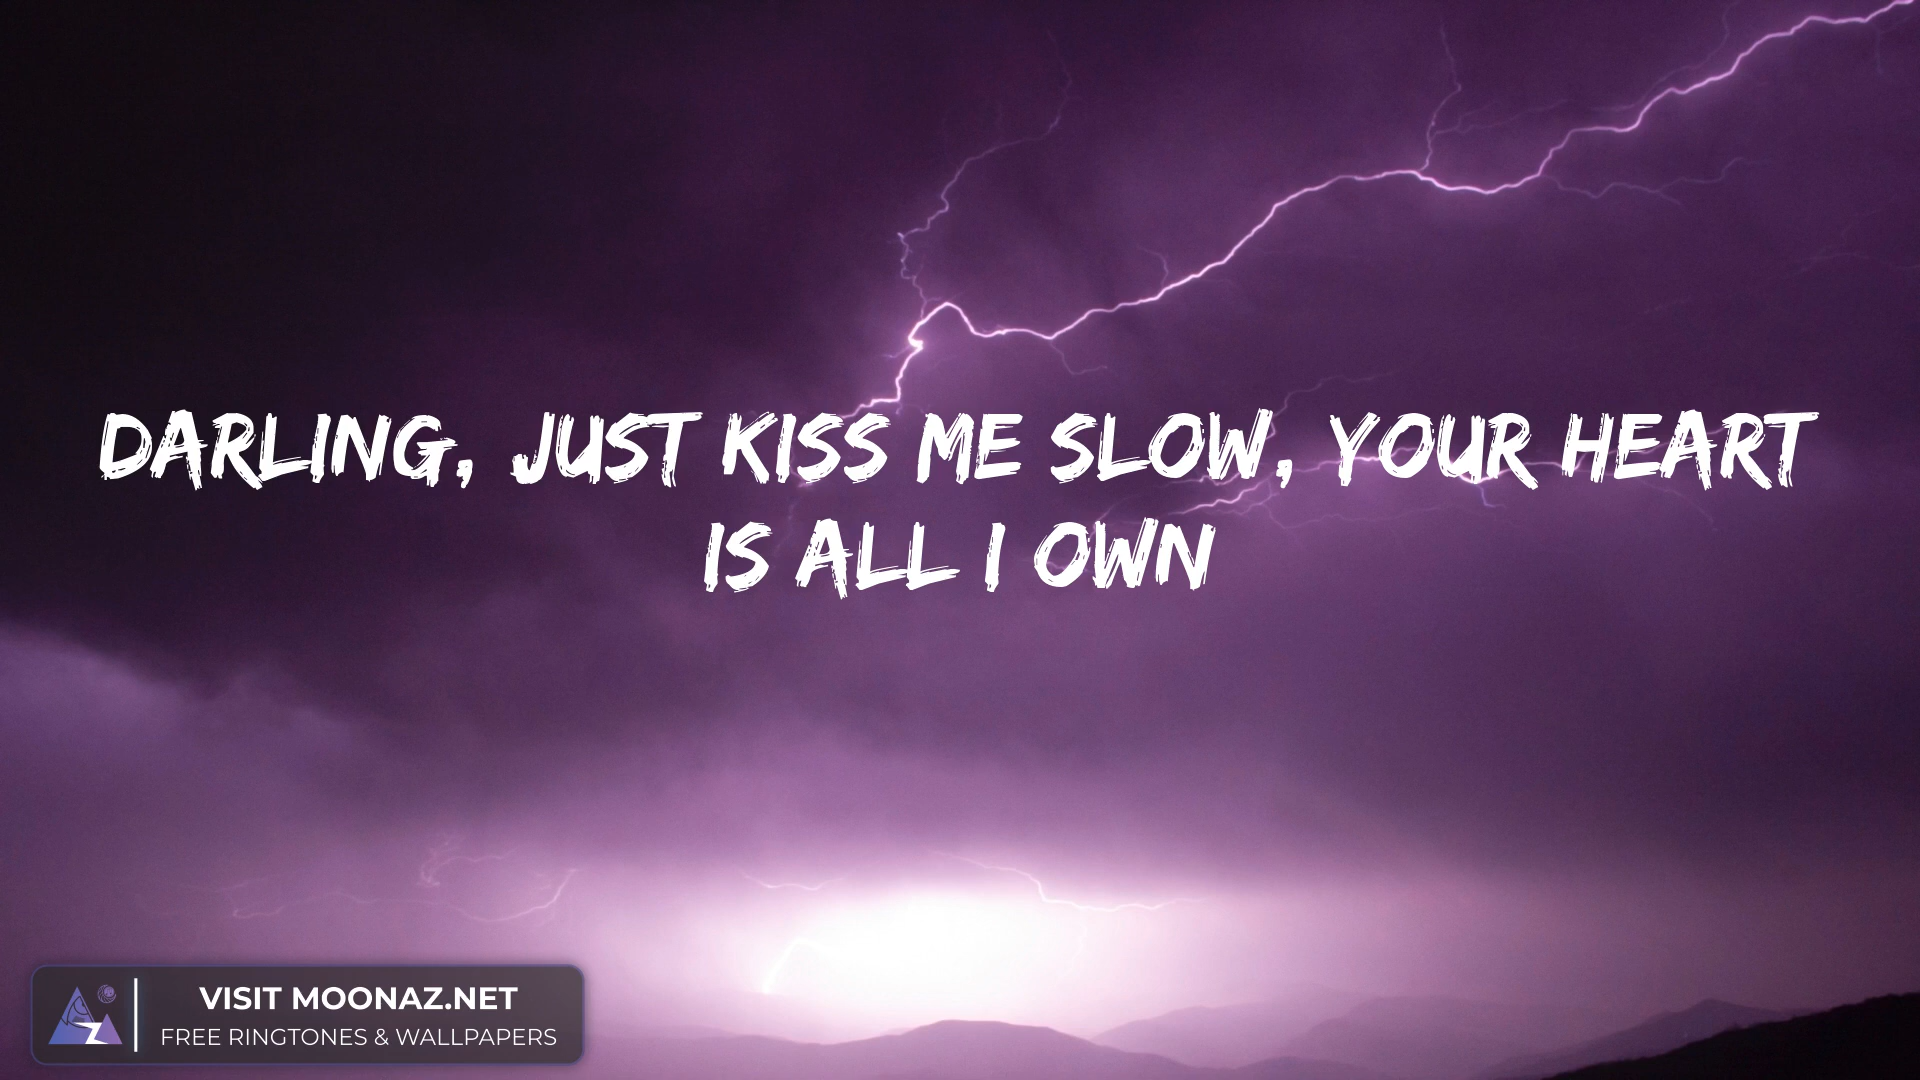 DARLING, JUST KISS ME SLOW, YOUR HEART
IS ALL I OWN
VISIT MOONAZ.NET
FREE RINGTONES & WALLPAPERS